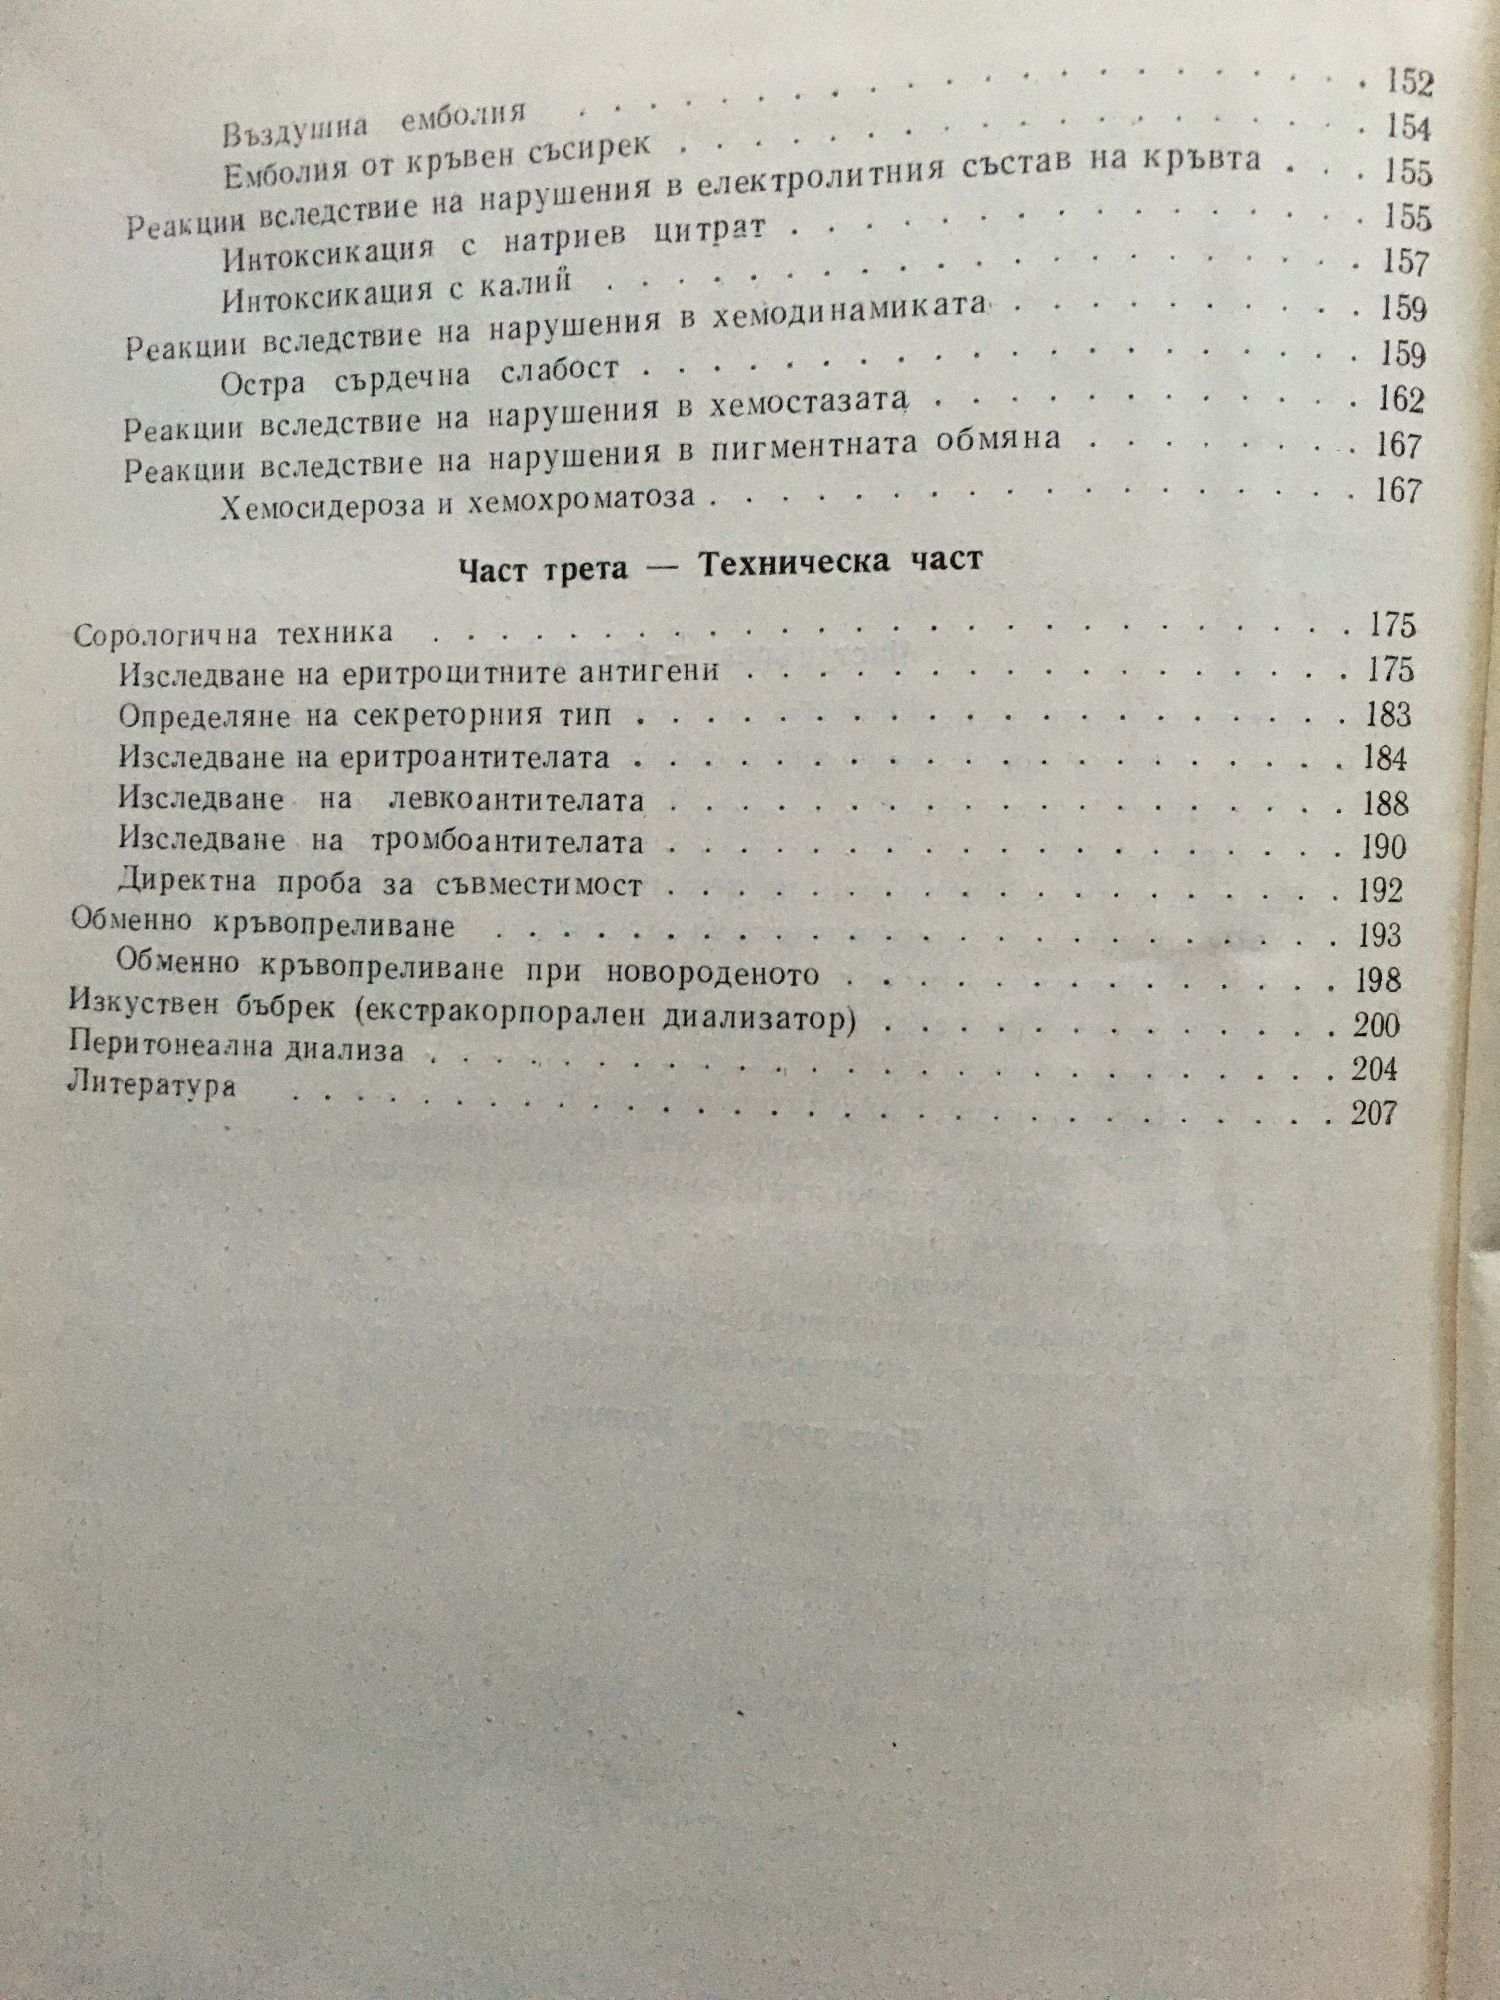 Въздушна емболия . . . . . . . . . . . . . . . . . . . . 152
Емболия от кръвен съсирек . . . . . . . . . . . . . . . . . . 154
Реакции вследствие на нарушения в електролитния състав на кръвта . . . 155
Интоксикация с натриев цитрат . . . . . . . . . . . . . . . . 155
Интоксикация с калий . . . . . . . . . . . . . . . . . . . . 157
Реакции вследствие на нарушения в хемодинамиката . . . . . . . . . . 159
Остра сърдечна слабост . . . . . . . . . . . . . . . . . . . 159
Реакции вследствие на нарушения в хемостазата . . . . . . . . . . . . 162
Реакции вследствие на нарушения в пигментната обмяна . . . . . . . . 167
Хемосидероза и хемохроматоза . . . . . . . . . . . . . . . . . 167
Част трета — Техническа част
Сорологична техника . . . . . . . . . . . . . . . . . . . . . . . . 175
Изследване на еритроцитните антигени . . . . . . . . . . . . . . . . 175
Определяне на секреторния тип . . . . . . . . . . . . . . . . . . . 183
Изследване на еритроантителата . . . . . . . . . . . . . . . . . . . 184
Изследване на левкоантителата . . . . . . . . . . . . . . . . . . . 188
Изследване на тромбоантителата . . . . . . . . . . . . . . . . . . . 190
Директна проба за съвместимост . . . . . . . . . . . . . . . . . . . 192
Обменно кръвопреливане . . . . . . . . . . . . . . . . . . . . . . . 193
Обменно кръвопреливане при новороденото . . . . . . . . . . . . . . 198
Изкуствен бъбрек (екстракорпорален диализатор) . . . . . . . . . . . . 200
Перитонеална диализа . . . . . . . . . . . . . . . . . . . . . . . . 204
Литература . . . . . . . . . . . . . . . . . . . . . . . . . . . . 207